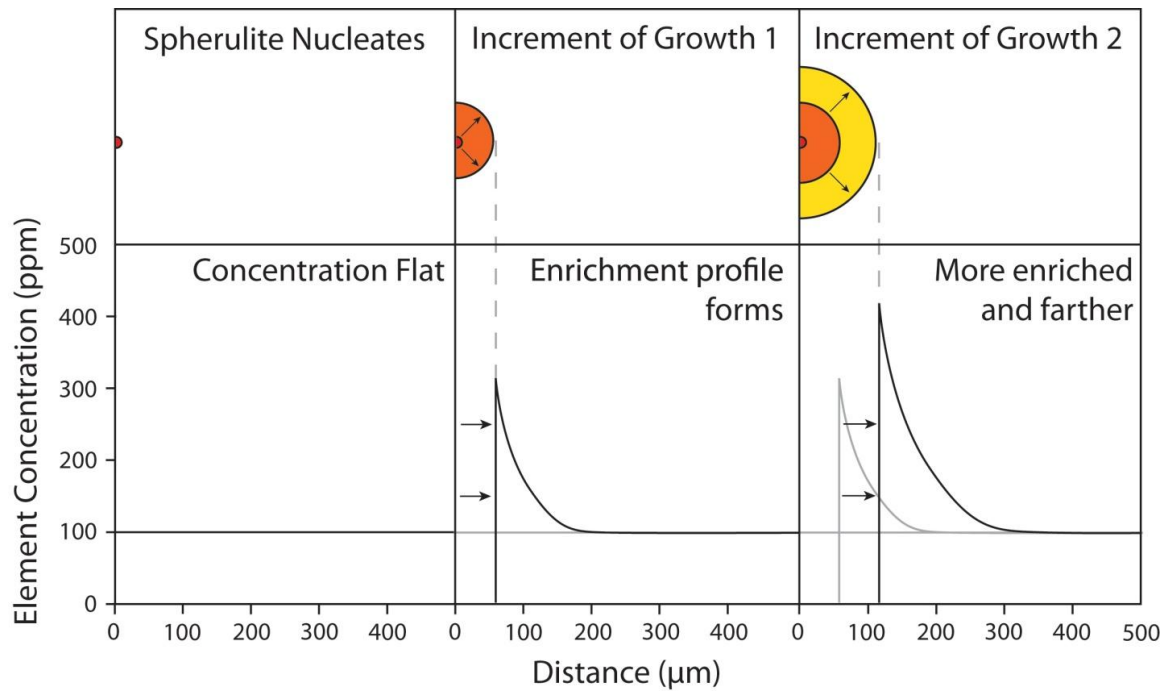 Spherulite Nucleates
Increment of Growth 1
Increment of Growth 2
Element Concentration (ppm)
500
400
300
200
100
0
Concentration Flat
Enrichment profile
forms
More enriched
and farther
0 100 200 300 400
0 100 200 300 400
0 100 200 300 400 500
Distance (μm)